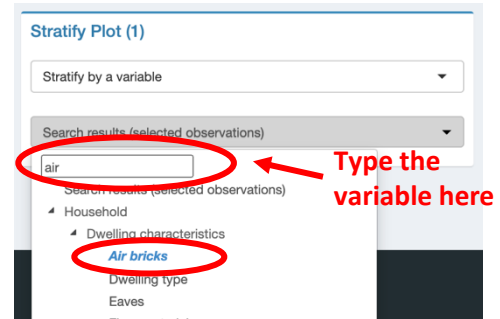 Stratify Plot (1)
Stratify by a variable
Search results (selected observations)
air
Type the
variable here
Search results (selected observations)
Household
Dwelling characteristics
Air bricks
Dwelling type
Eaves